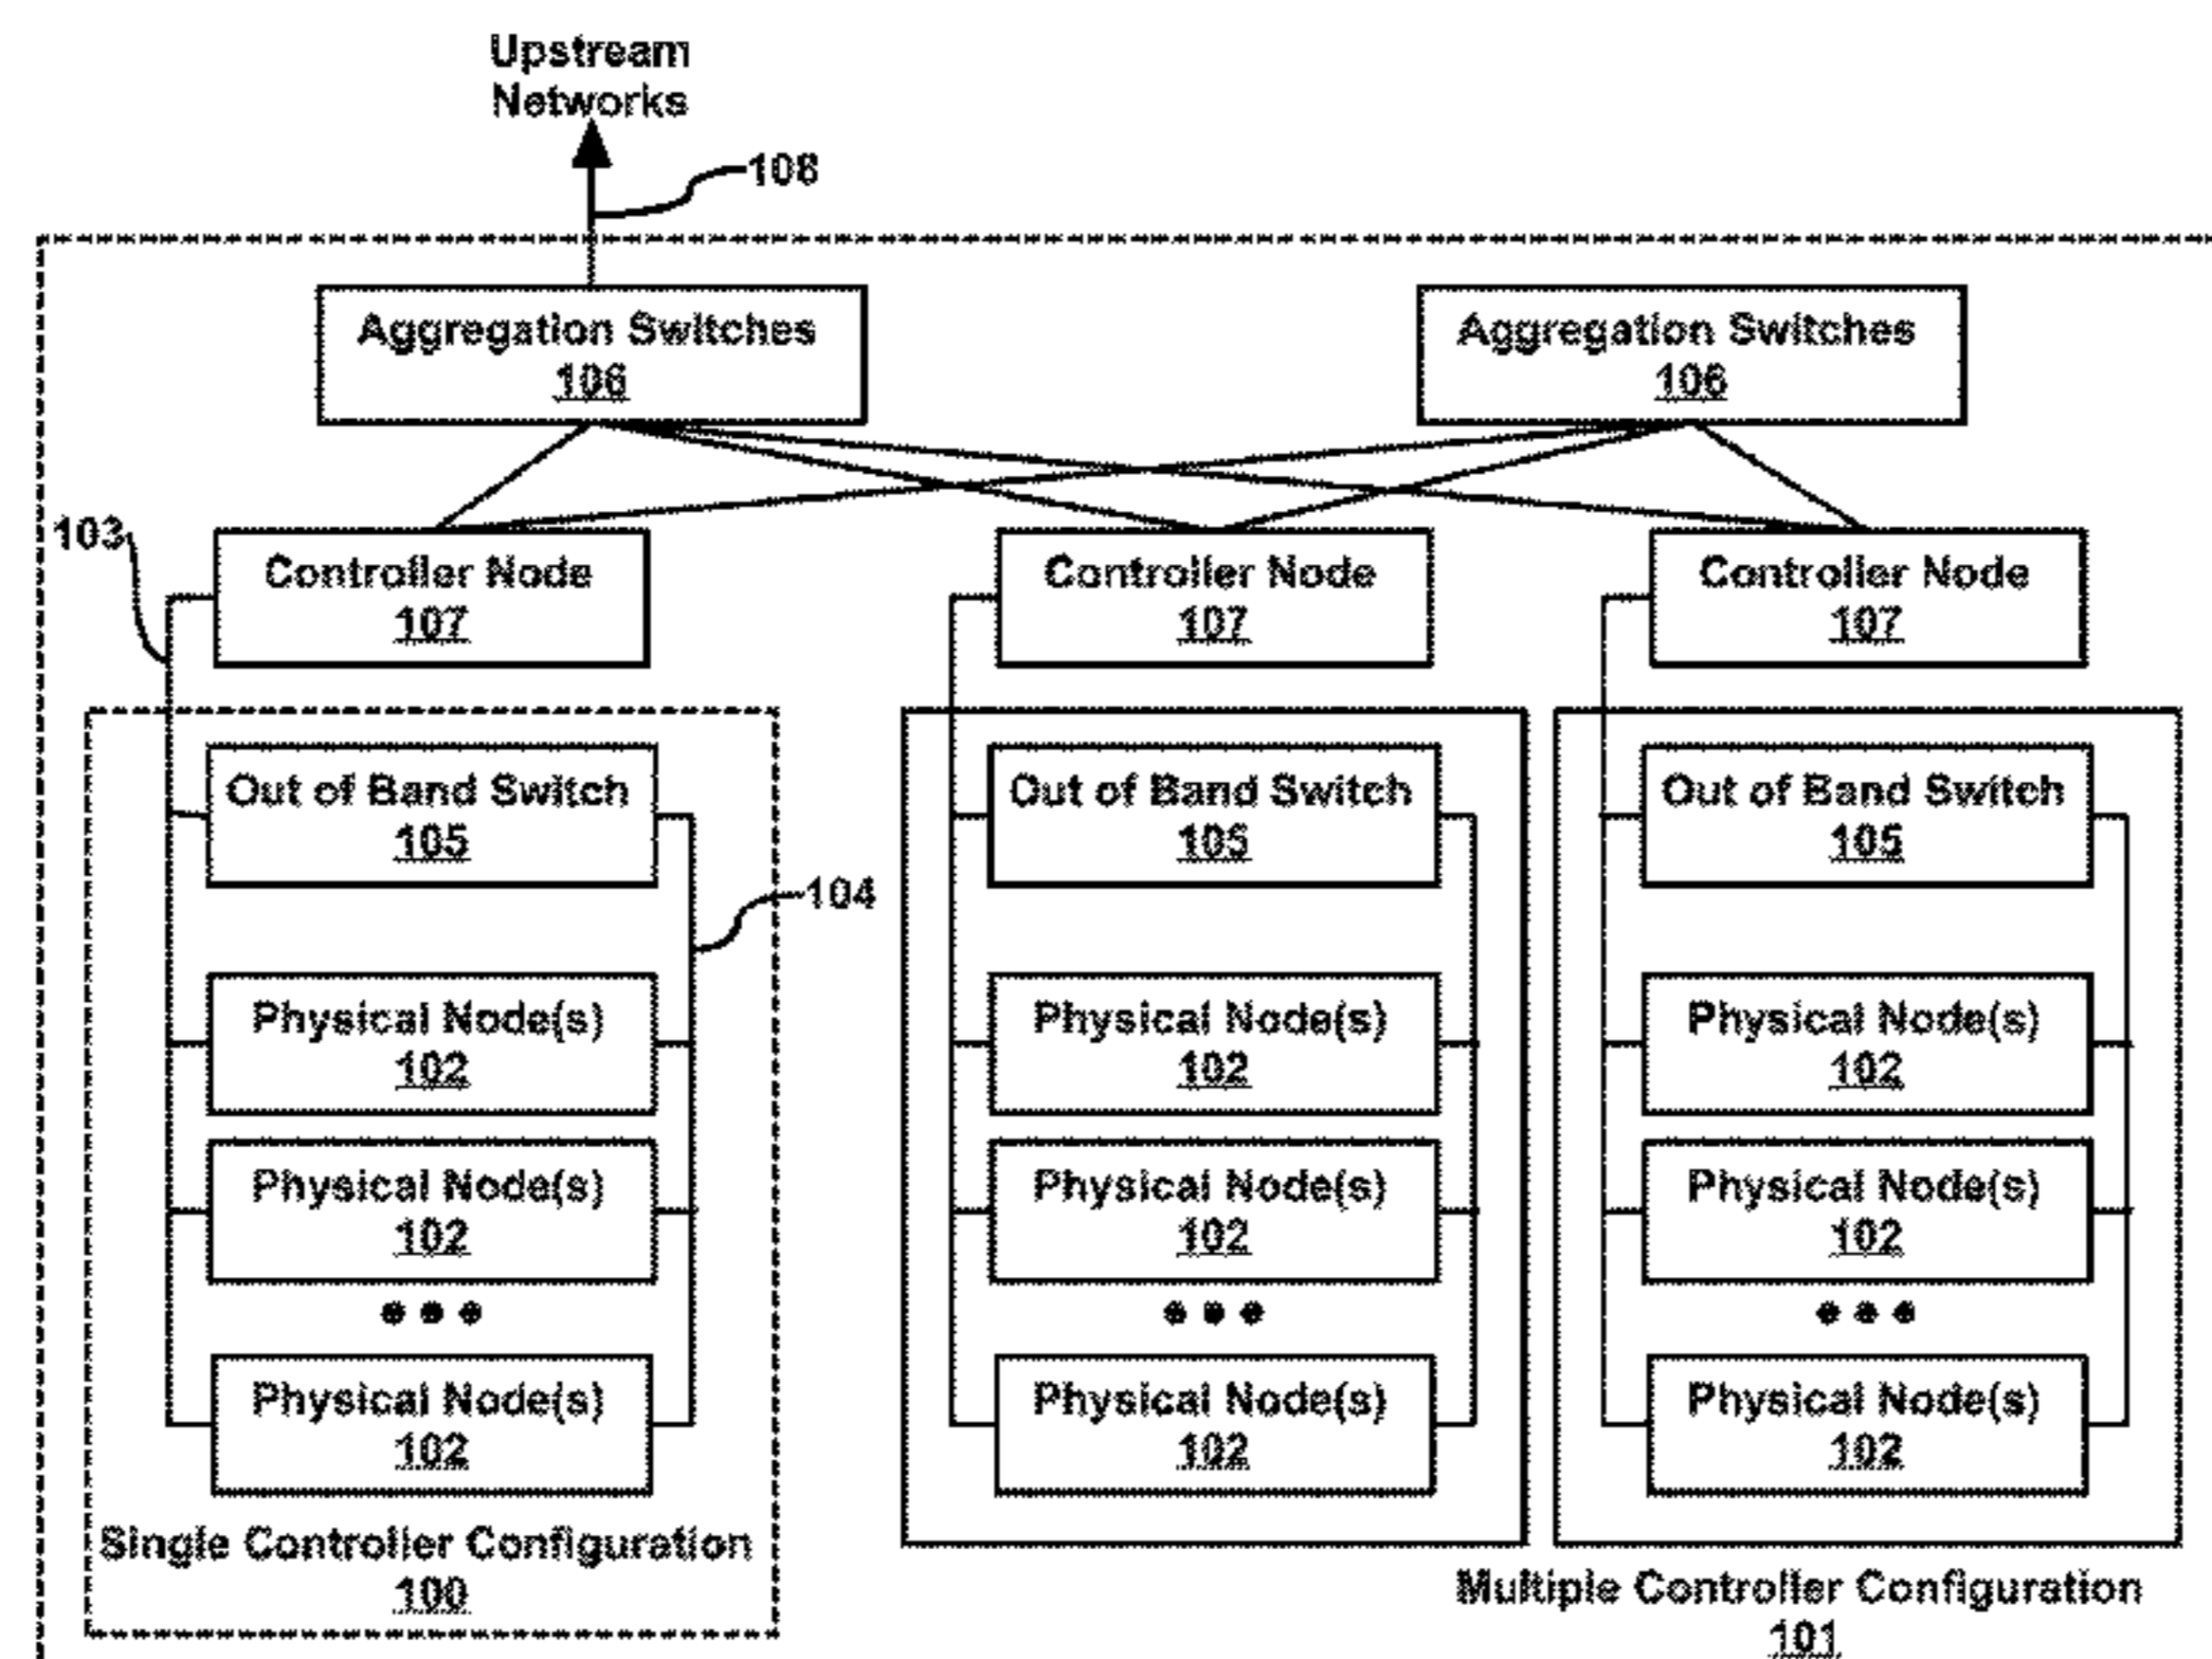 Upstream
Networks
108
Aggregation Switches
106
Aggregation Switches
106
103
Controller Node
107
Controller Node
107
Controller Node
107
Out of Band Switch
105
Out of Band Switch
105
Out of Band Switch
105
104
Physical Node(s)
102
Physical Node(s)
102
Physical Node(s)
102
Physical Node(s)
102
Physical Node(s)
102
Physical Node(s)
102
Physical Node(s)
102
Physical Node(s)
102
Physical Node(s)
102
Single Controller Configuration
100
Multiple Controller Configuration
101